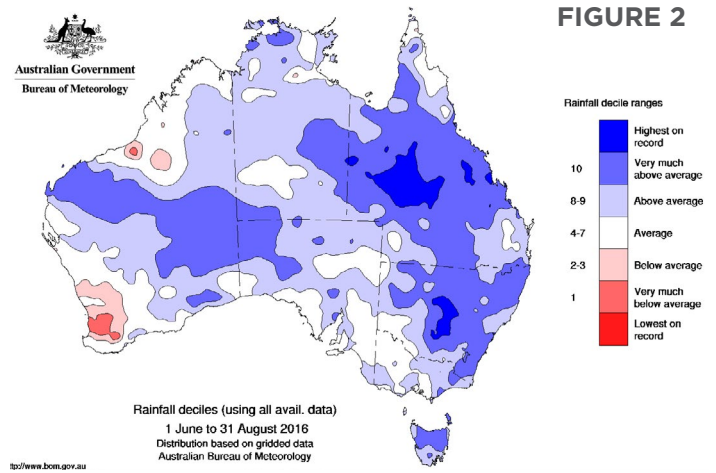 FIGURE 2
Australian Government
Bureau of Meteorology
Rainfall decile ranges
Highest on
record
10
Very much
above average
8-9
Above average
4-7
Average
2-3
Below average
1
Very much
below average
Lowest on
record
Rainfall deciles (using all avail. data)
1 June to 31 August 2016
Distribution based on gridded data
Australian Bureau of Meteorology
ttp://www.bom.gov.au